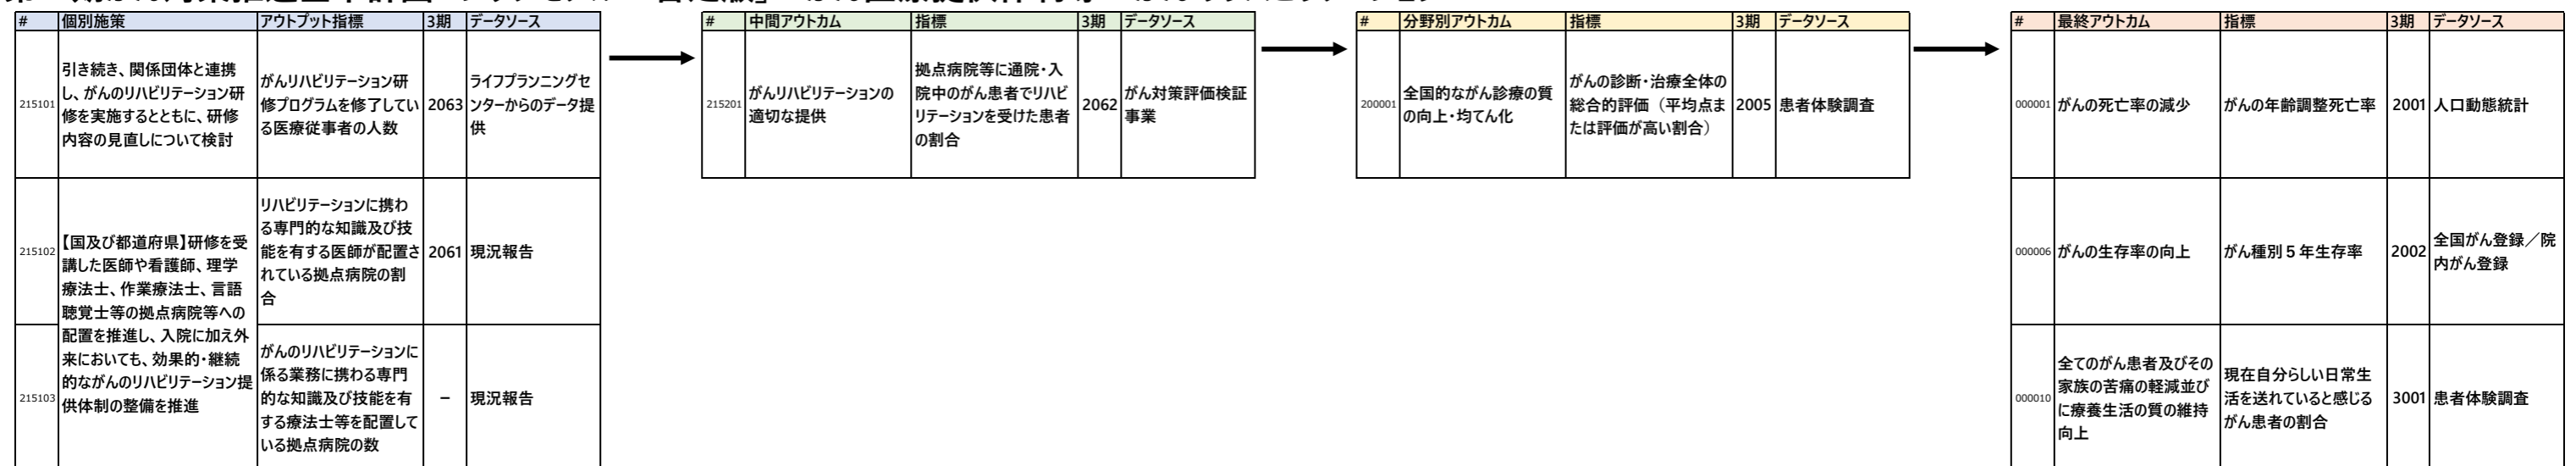 # 個別施策 アウトプット指標 3期 データソース
215101
引き続き、関係団体と連携
し、がんのリハビリテーション研
修を実施するとともに、研修
内容の見直しについて検討
がんリハビリテーション研
修プログラムを修了してい
る医療従事者の人数
2063
ライフプランニングセ
ンターからのデータ提
供
215102
【国及び都道府県】研修を受
講した医師や看護師、理学
療法士、作業療法士、言語
聴覚士等の拠点病院等への
配置を推進し、入院に加え外
来においても、効果的・継続
的ながんのリハビリテーション提
供体制の整備を推進
リハビリテーションに携わ
る専門的な知識及び技
能を有する医師が配置さ
れている拠点病院の割
合
2061
現況報告
215103
がんのリハビリテーションに
係る業務に携わる専門
的な知識及び技能を有
する療法士等を配置して
いる拠点病院の数
－
現況報告
# 中間アウトカム 指標 3期 データソース
215201
がんリハビリテーションの
適切な提供
拠点病院等に通院・入
院中のがん患者でリハビ
リテーションを受けた患者
の割合
2062
がん対策評価検証
事業
# 分野別アウトカム 指標 3期 データソース
200001
全国的ながん診療の質
の向上・均てん化
がんの診断・治療全体の
総合的評価（平均点ま
たは評価が高い割合）
2005
患者体験調査
# 最終アウトカム 指標 3期 データソース
000001
がんの死亡率の減少
がんの年齢調整死亡率
2001
人口動態統計
000006
がんの生存率の向上
がん種別５年生存率
2002
全国がん登録／院
内がん登録
000010
全てのがん患者及びその
家族の苦痛の軽減並び
に療養生活の質の維持
向上
現在自分らしい日常生
活を送れていると感じる
がん患者の割合
3001
患者体験調査